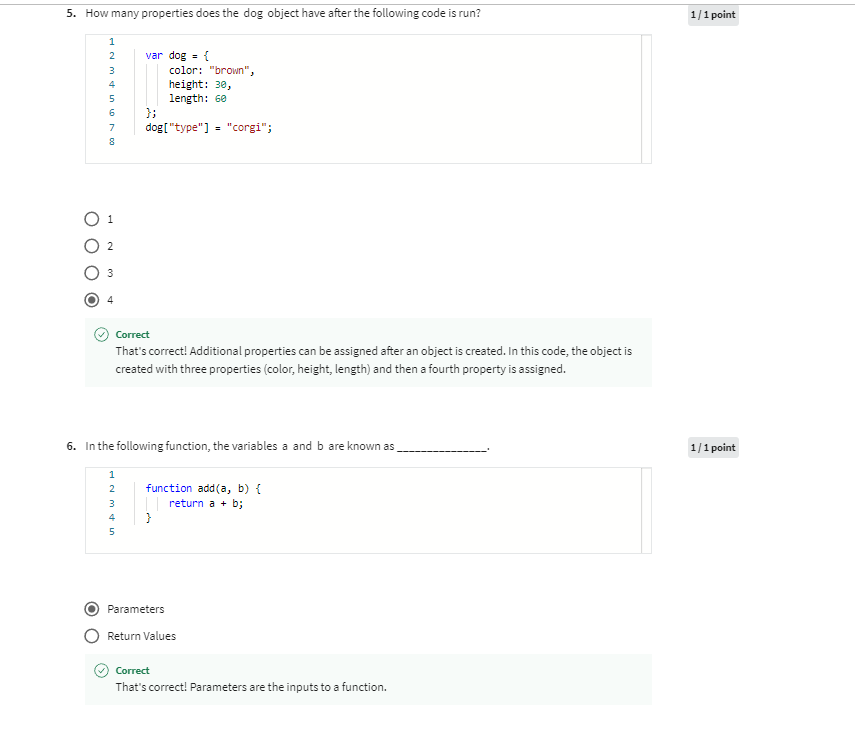 5. How many properties does the dog object have after the following code is run?
1/1 point
1
2 var dog = {
3 color: "brown",
4 height: 30,
5 length: 60
6 };
7 dog["type"] = "corgi";
8
1
2
3
4
Correct
That's correct! Additional properties can be assigned after an object is created. In this code, the object is
created with three properties (color, height, length) and then a fourth property is assigned.
6. In the following function, the variables a and b are known as _______________.
1/1 point
1
2 function add(a, b) {
3 return a + b;
4 }
5
Parameters
Return Values
Correct
That's correct! Parameters are the inputs to a function.